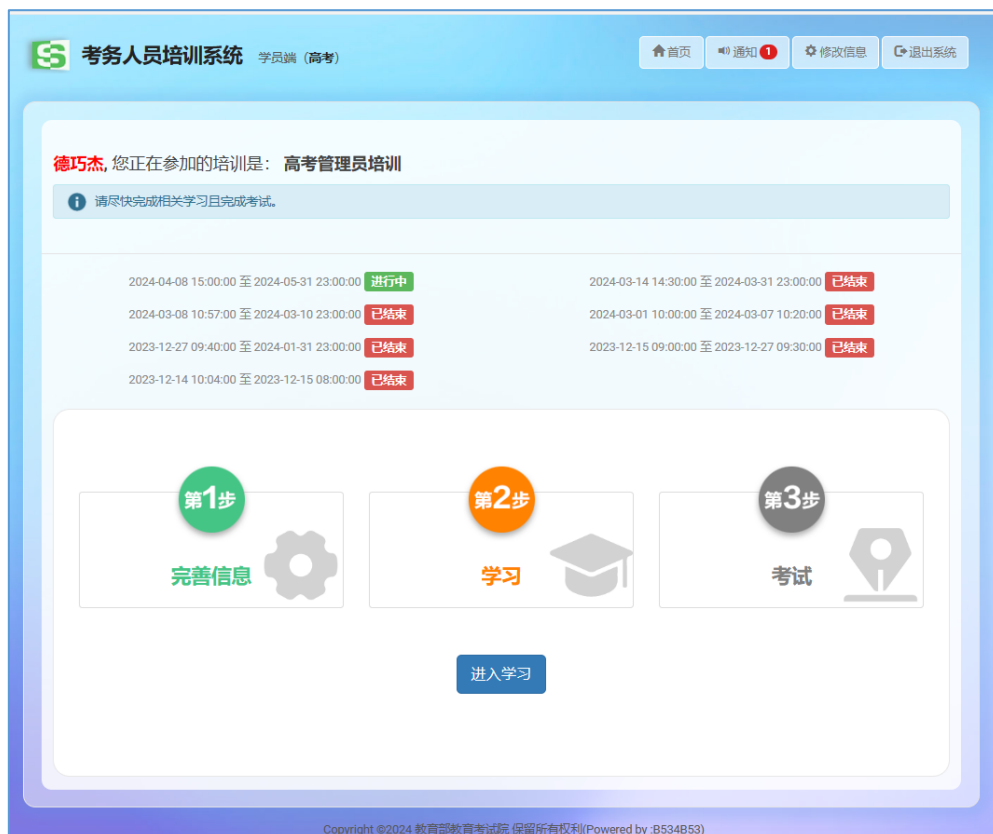 考务人员培训系统 学员端（高考） 首页 通知 1 修改信息 退出系统
德巧杰, 您正在参加的培训是： 高考管理员培训
请尽快完成相关学习且完成考试。
2024-04-08 15:00:00 至 2024-05-31 23:00:00 进行中 2024-03-14 14:30:00 至 2024-03-31 23:00:00 已结束
2024-03-08 10:57:00 至 2024-03-10 23:00:00 已结束 2024-03-01 10:00:00 至 2024-03-07 10:20:00 已结束
2023-12-27 09:40:00 至 2024-01-31 23:00:00 已结束 2023-12-15 09:00:00 至 2023-12-27 09:30:00 已结束
2023-12-14 10:04:00 至 2023-12-15 08:00:00 已结束
第1步 第2步 第3步
完善信息 学习 考试
进入学习
Copyright ©2024 教育部教育考试院 保留所有权利(Powered by :B534B53)